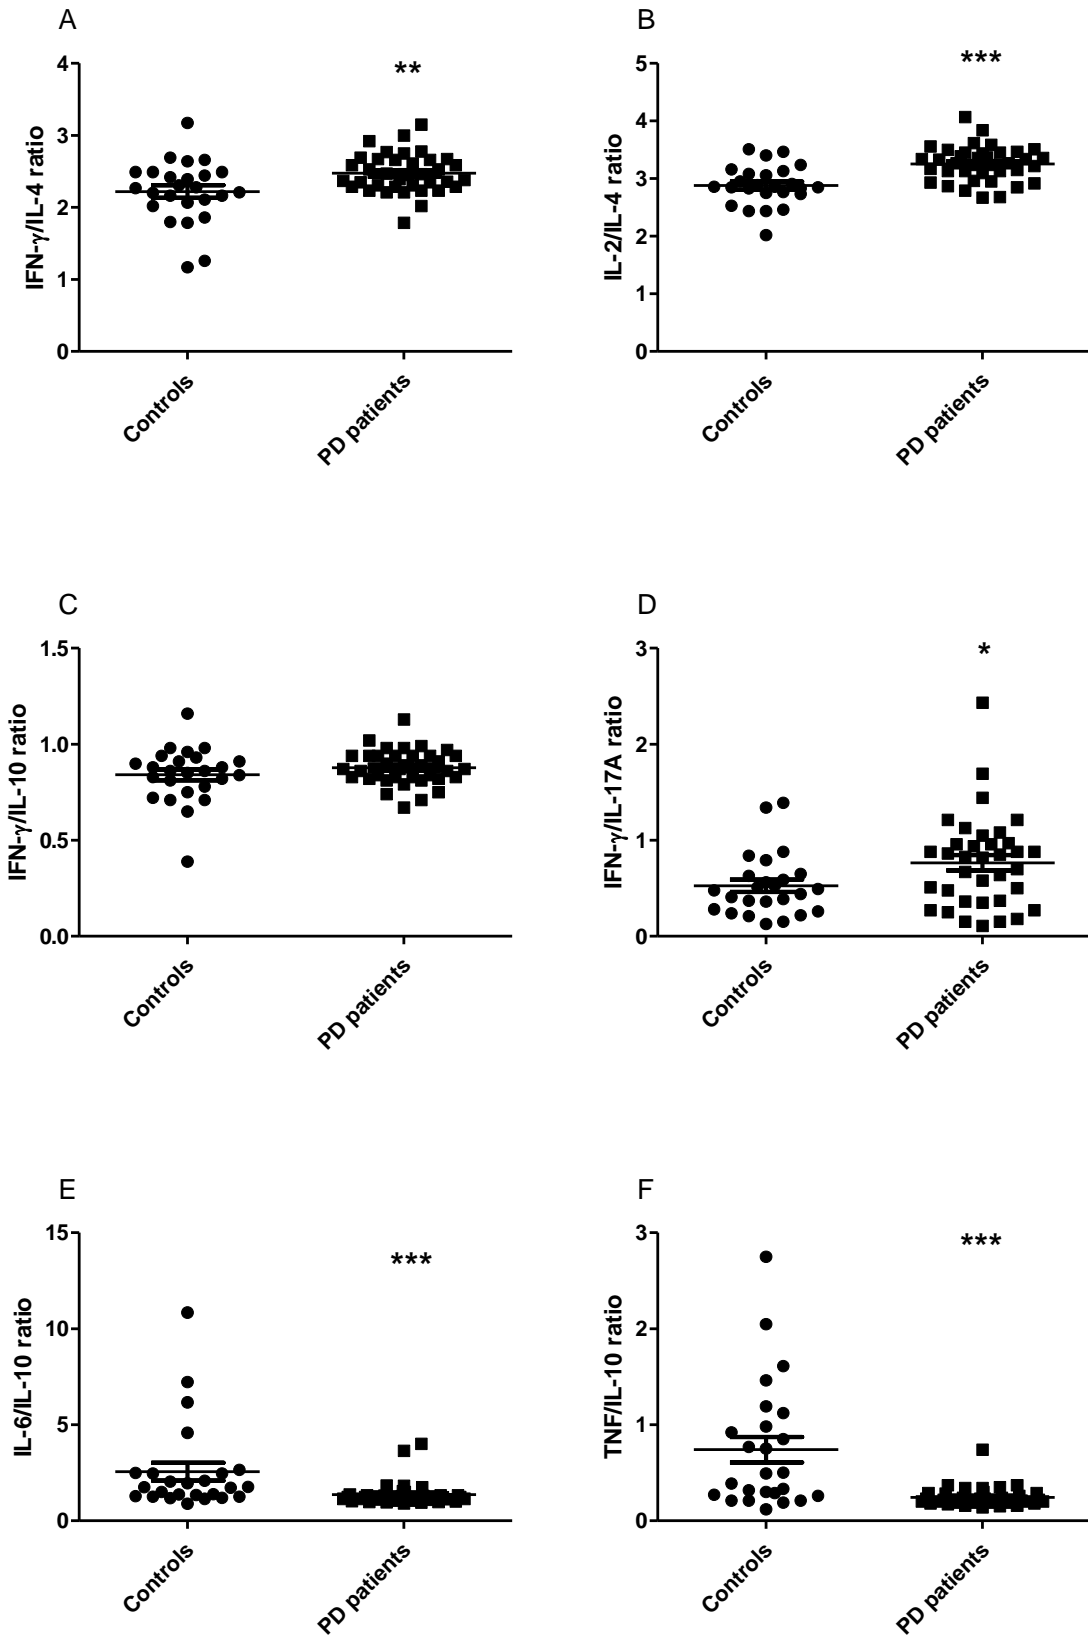 A
IFN-γ/IL-4 ratio
4
3
2
1
0
**
Controls
PD patients
B
IL-2/IL-4 ratio
5
4
3
2
1
0
***
Controls
PD patients
C
IFN-γ/IL-10 ratio
1.5
1.0
0.5
0.0
Controls
PD patients
D
IFN-γ/IL-17A ratio
3
2
1
0
*
Controls
PD patients
E
IL-6/IL-10 ratio
15
10
5
0
***
Controls
PD patients
F
TNF/IL-10 ratio
3
2
1
0
***
Controls
PD patients